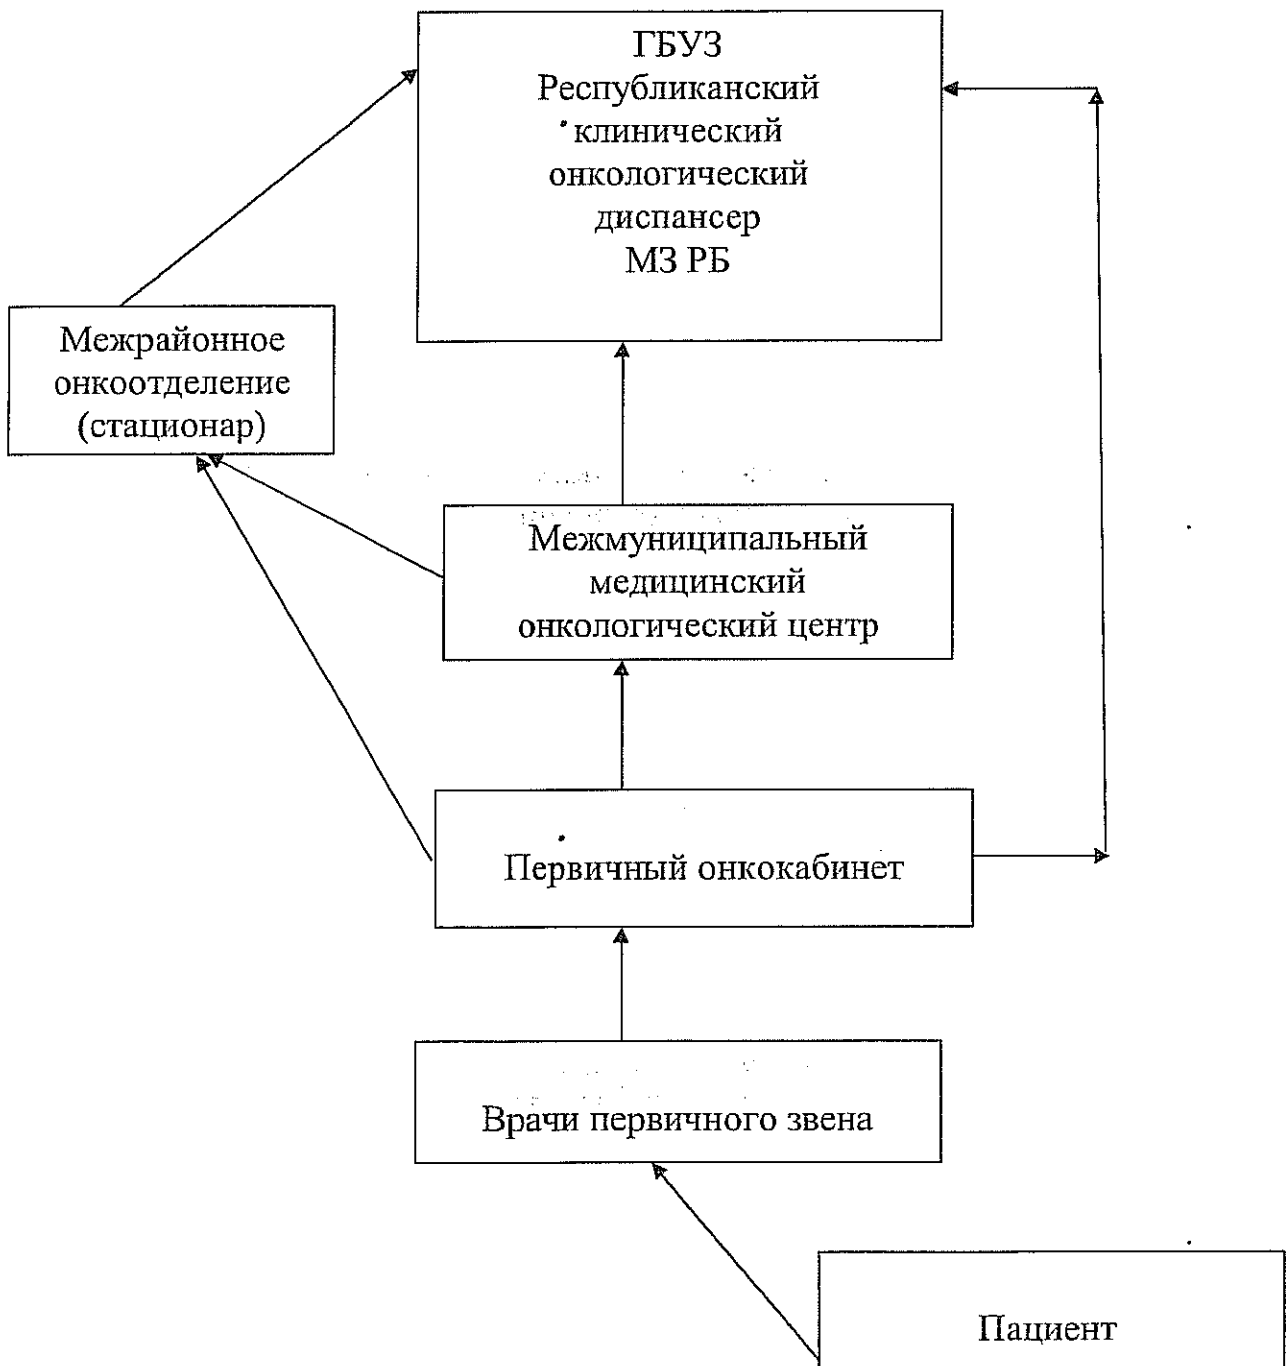 ГБУЗ
Республиканский
клинический
онкологический
диспансер
МЗ РБ
Межрайонное
онкоотделение
(стационар)
Межмуниципальный
медицинский
онкологический центр
Первичный онкокабинет
Врачи первичного звена
Пациент